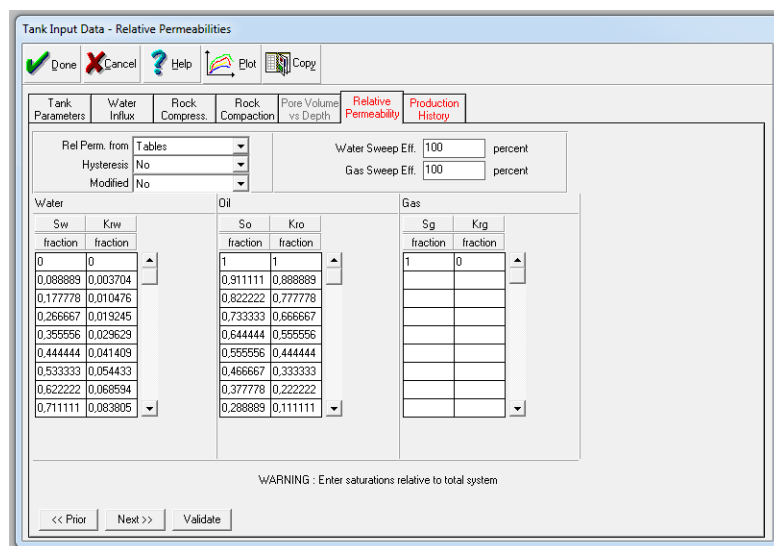 Tank Input Data - Relative Permeabilities
Done Cancel Help Plot Copy
Tank Parameters Water Influx Rock Compress. Rock Compaction Pore Volume vs Depth Relative Permeability Production History
Rel Perm. from Tables
Hysteresis No
Modified No
Water Sweep Eff. 100 percent
Gas Sweep Eff. 100 percent
Water Oil Gas
Sw Krw So Kro Sg Krg
fraction fraction fraction fraction fraction fraction
0 0 1 1 1 0
0,088889 0,003704 0,911111 0,888889
0,177778 0,010476 0,822222 0,777778
0,266667 0,019245 0,733333 0,666667
0,355556 0,029629 0,644444 0,555556
0,444444 0,041409 0,555556 0,444444
0,533333 0,054433 0,466667 0,333333
0,622222 0,068594 0,377778 0,222222
0,711111 0,083805 0,288889 0,111111
WARNING : Enter saturations relative to total system
<< Prior Next >> Validate